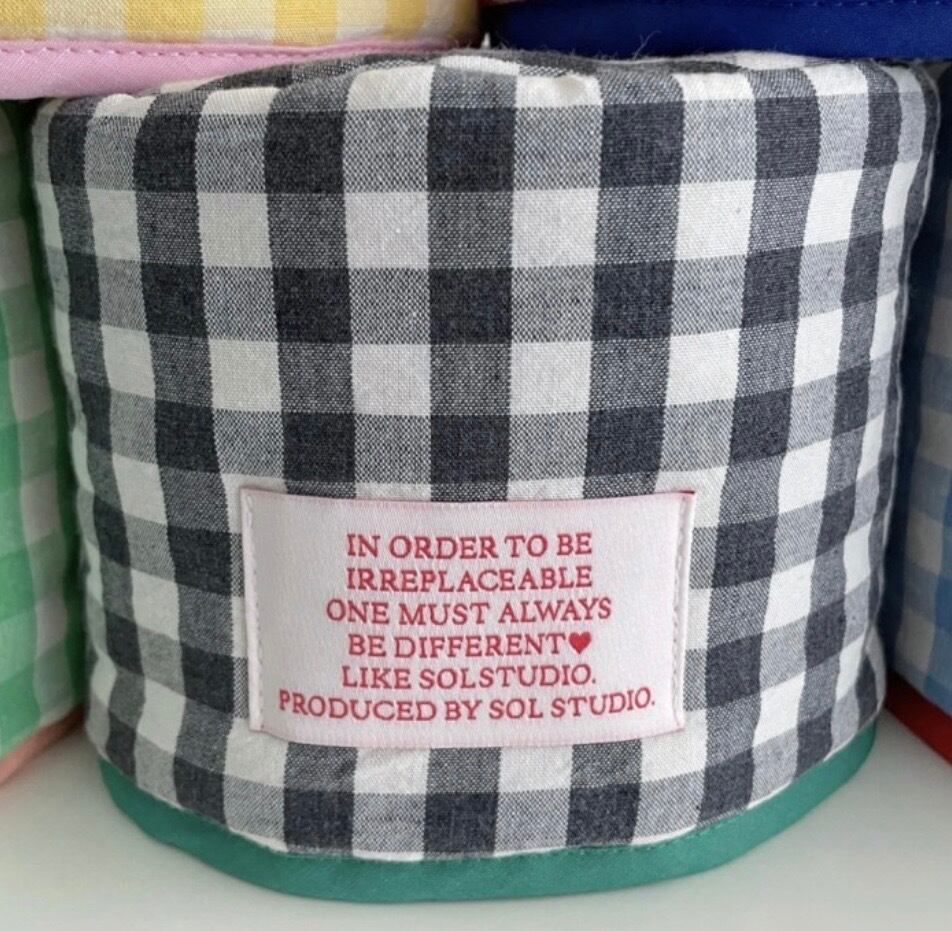 IN ORDER TO BE
IRREPLACEABLE
ONE MUST ALWAYS
BE DIFFERENT♥
LIKE SOLSTUDIO.
PRODUCED BY SOL STUDIO.